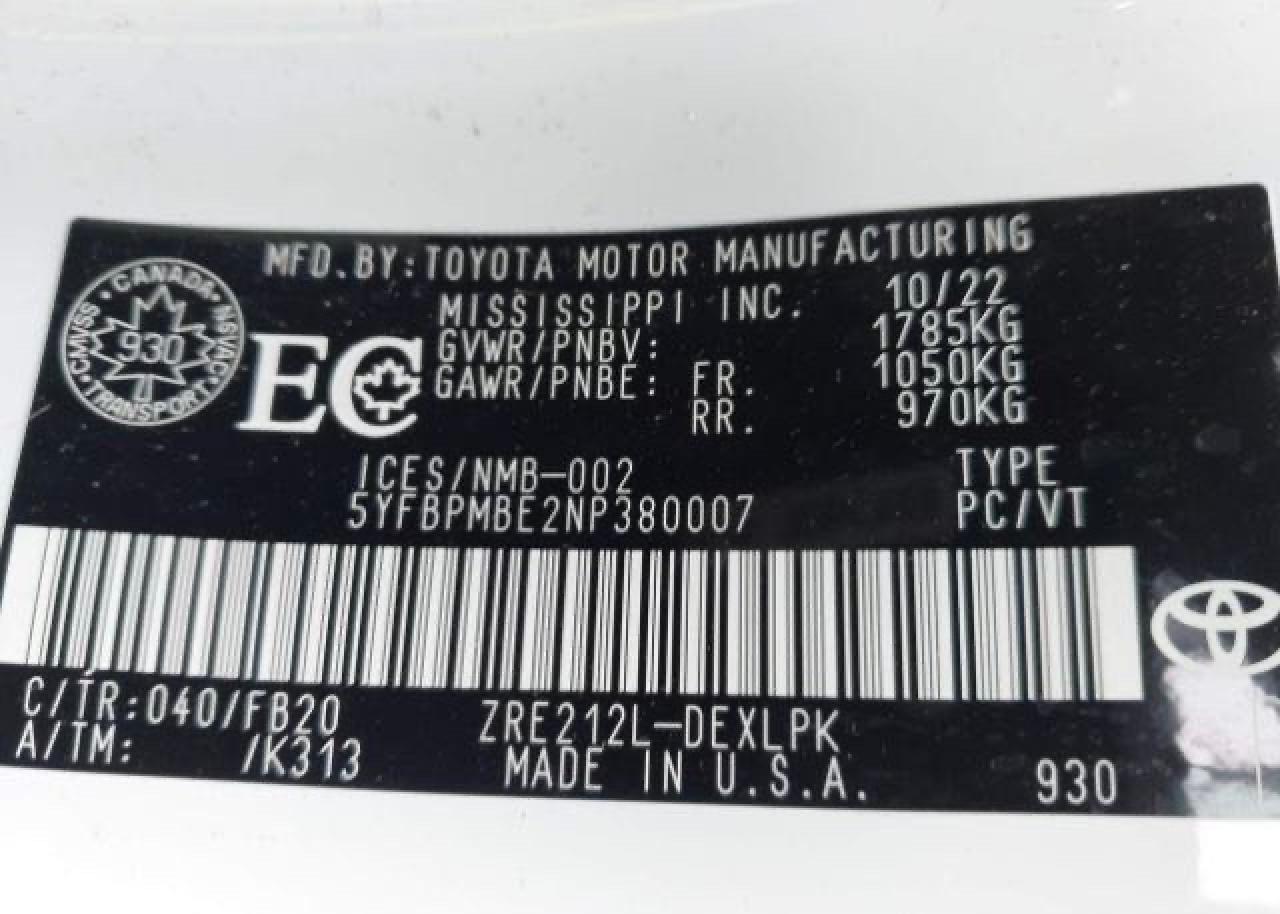 MFD.BY:TOYOTA MOTOR MANUFACTURING
MISSISSIPPI INC. 10/22
GVWR/PNBV: 1785KG
GAWR/PNBE: FR. 1050KG
RR. 970KG
CANADA
930
CMVSS NSVAC
TRANSPORT
EC
ICES/NMB-002 TYPE
5YFBPMBE2NP380007 PC/VT
C/TR:040/FB20 ZRE212L-DEXLPK
A/TM: /K313 MADE IN U.S.A. 930